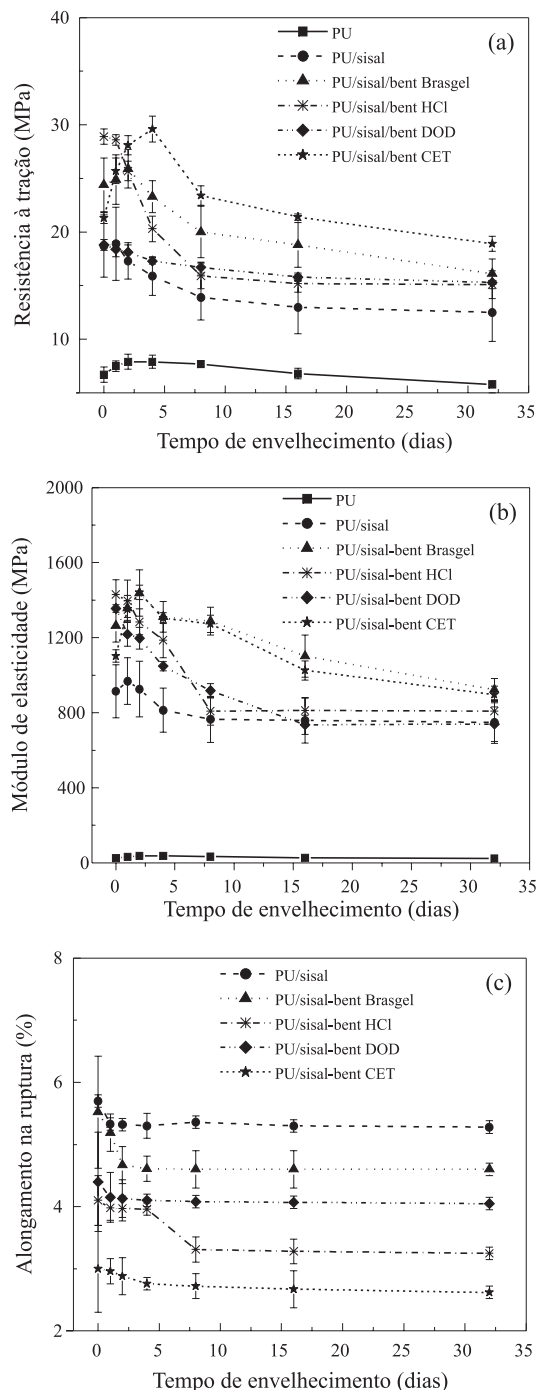 40
(a)
PU
PU/sisal
PU/sisal/bent Brasgel
PU/sisal/bent HCl
PU/sisal/bent DOD
PU/sisal/bent CET
30
20
10
Resistência à tração (MPa)
0 5 10 15 20 25 30 35
Tempo de envelhecimento (dias)
2000
(b)
PU
PU/sisal
PU/sisal-bent Brasgel
PU/sisal-bent HCl
PU/sisal-bent DOD
PU/sisal-bent CET
1600
1200
800
400
0
Módulo de elasticidade (MPa)
0 5 10 15 20 25 30 35
Tempo de envelhecimento (dias)
8
(c)
PU/sisal
PU/sisal-bent Brasgel
PU/sisal-bent HCl
PU/sisal-bent DOD
PU/sisal-bent CET
6
4
2
Alongamento na ruptura (%)
0 5 10 15 20 25 30 35
Tempo de envelhecimento (dias)